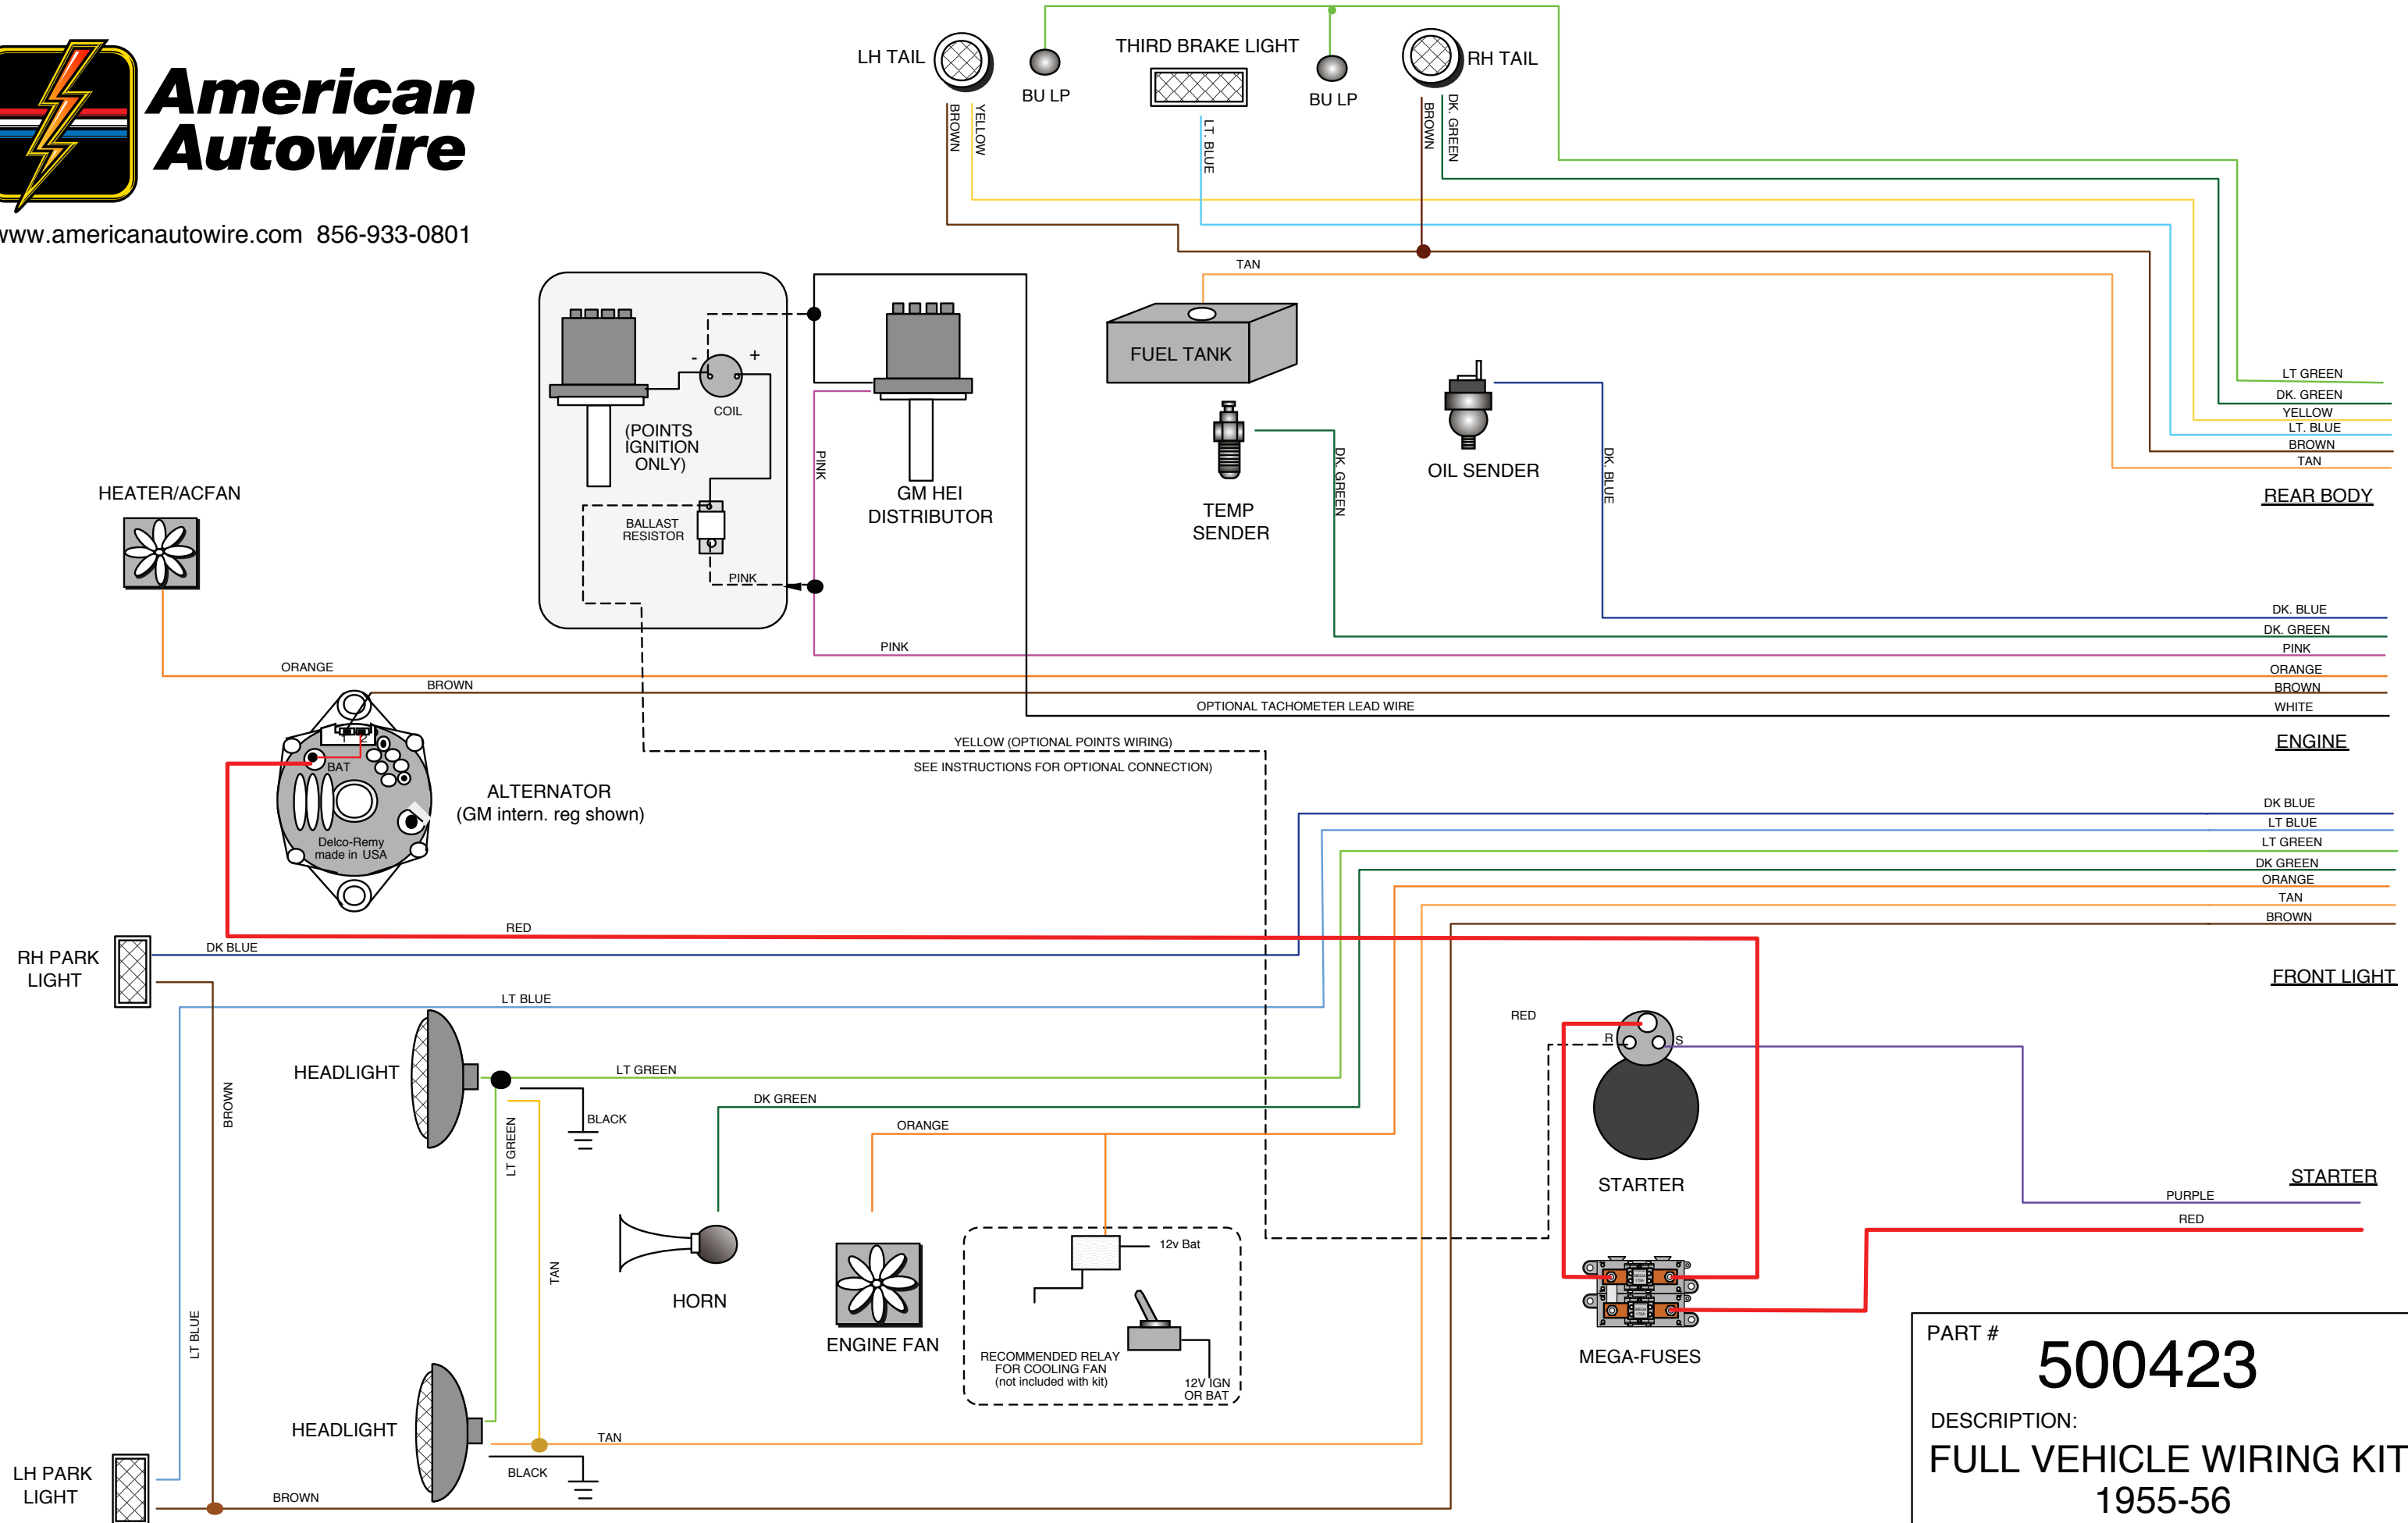 American
Autowire
www.americanautowire.com 856-933-0801
LH TAIL
BU LP
THIRD BRAKE LIGHT
BU LP
RH TAIL
BROWN
YELLOW
LT. BLUE
BROWN
DK. GREEN
TAN
FUEL TANK
- +
COIL
(POINTS
IGNITION
ONLY)
BALLAST
RESISTOR
PINK
PINK
GM HEI
DISTRIBUTOR
TEMP
SENDER
DK. GREEN
OIL SENDER
DK. BLUE
LT GREEN
DK. GREEN
YELLOW
LT. BLUE
BROWN
TAN
REAR BODY
HEATER/ACFAN
DK. BLUE
DK. GREEN
PINK
PINK
ORANGE
ORANGE
BROWN
BROWN
OPTIONAL TACHOMETER LEAD WIRE
WHITE
ENGINE
YELLOW (OPTIONAL POINTS WIRING)
SEE INSTRUCTIONS FOR OPTIONAL CONNECTION)
1 2
BAT
Delco-Remy
made in USA
ALTERNATOR
(GM intern. reg shown)
DK BLUE
LT BLUE
LT GREEN
DK GREEN
ORANGE
TAN
BROWN
FRONT LIGHT
RED
RH PARK
LIGHT
DK BLUE
LT BLUE
BROWN
LT BLUE
HEADLIGHT
LT GREEN
BLACK
LT GREEN
TAN
DK GREEN
HORN
ORANGE
ENGINE FAN
12v Bat
RECOMMENDED RELAY
FOR COOLING FAN
(not included with kit)
12V IGN
OR BAT
RED
R S
STARTER
STARTER
PURPLE
RED
MEGA-FUSES
HEADLIGHT
TAN
BLACK
LH PARK
LIGHT
BROWN
PART #
500423
DESCRIPTION:
FULL VEHICLE WIRING KIT
1955-56